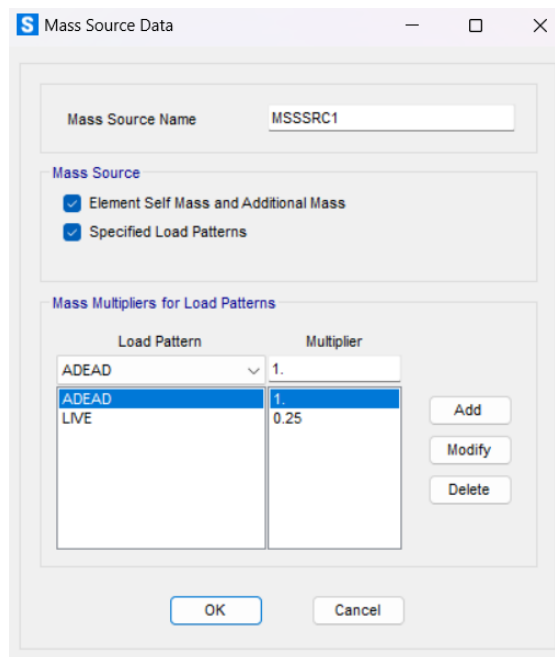 S Mass Source Data
Mass Source Name MSSSRC1
Mass Source
Element Self Mass and Additional Mass
Specified Load Patterns
Mass Multipliers for Load Patterns
Load Pattern Multiplier
ADEAD 1.
ADEAD 1.
LIVE 0.25
Add
Modify
Delete
OK Cancel